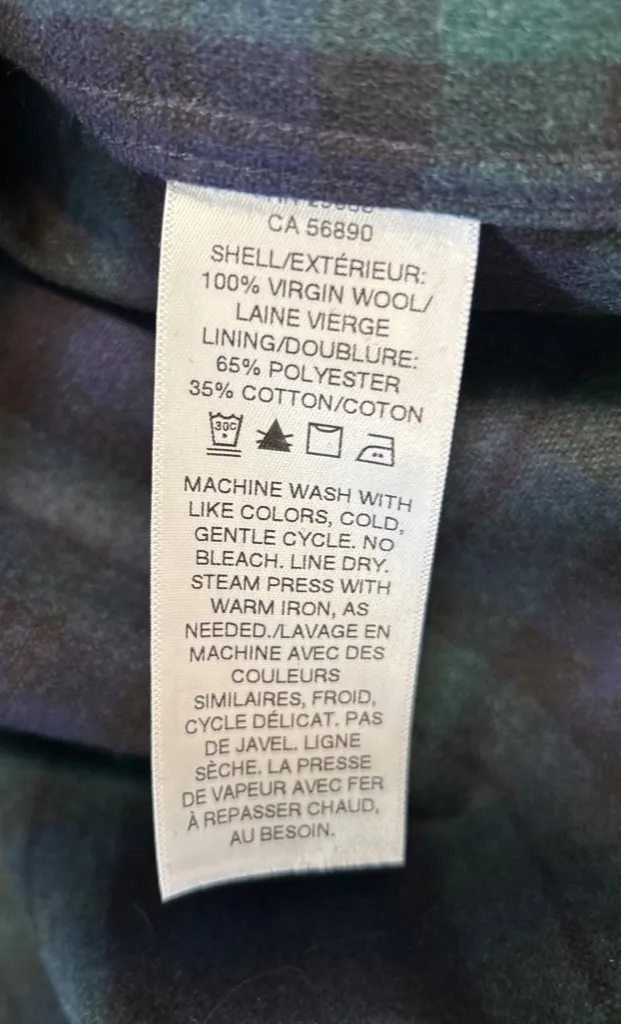 CA 56890
SHELL/EXTÉRIEUR:
100% VIRGIN WOOL/
LAINE VIERGE
LINING/DOUBLURE:
65% POLYESTER
35% COTTON/COTON
30C
MACHINE WASH WITH
LIKE COLORS, COLD,
GENTLE CYCLE. NO
BLEACH. LINE DRY.
STEAM PRESS WITH
WARM IRON, AS
NEEDED./LAVAGE EN
MACHINE AVEC DES
COULEURS
SIMILAIRES, FROID,
CYCLE DÉLICAT. PAS
DE JAVEL. LIGNE
SÈCHE. LA PRESSE
DE VAPEUR AVEC FER
À REPASSER CHAUD,
AU BESOIN.